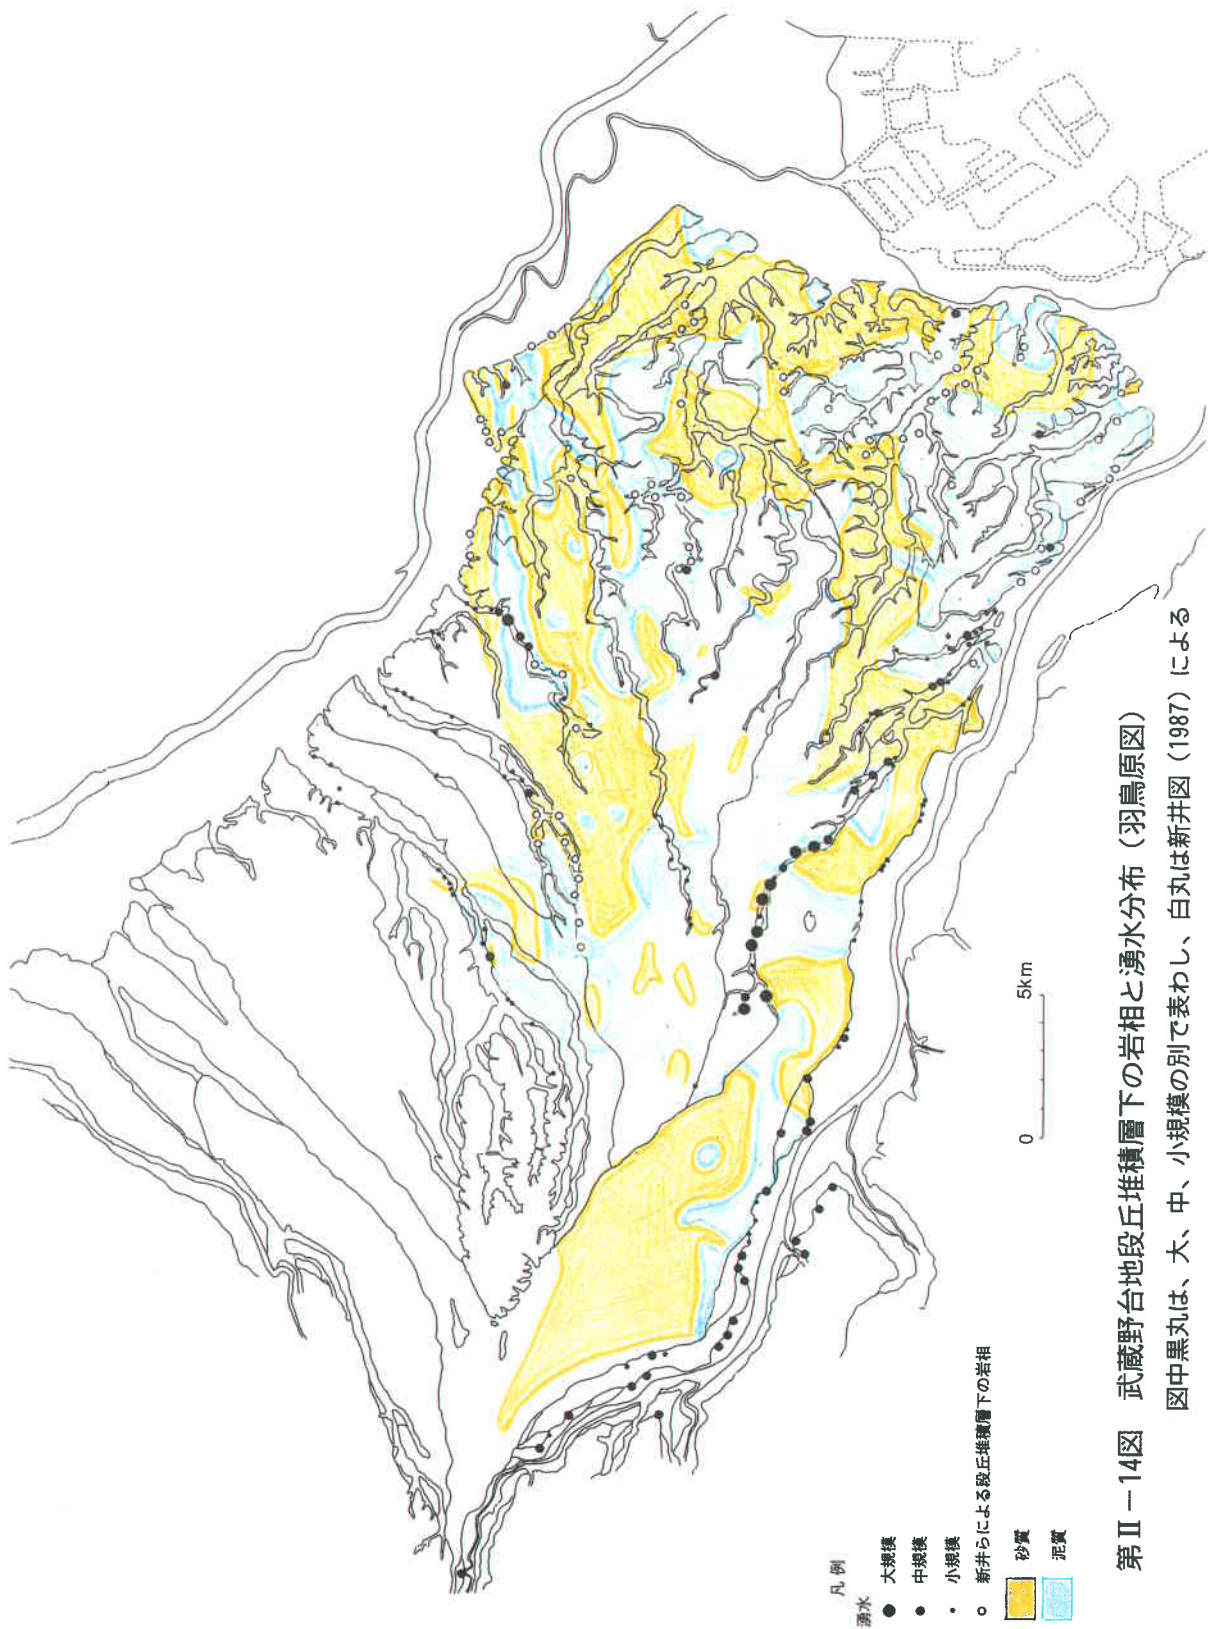 凡 例
湧水
大規模
中規模
小規模
新井らによる段丘堆積層下の岩相
砂質
泥質
0 5km
第Ⅱ－14図 武蔵野台地段丘堆積層下の岩相と湧水分布（羽鳥原図）
図中黒丸は、大、中、小規模の別で表わし、白丸は新井図（1987）による